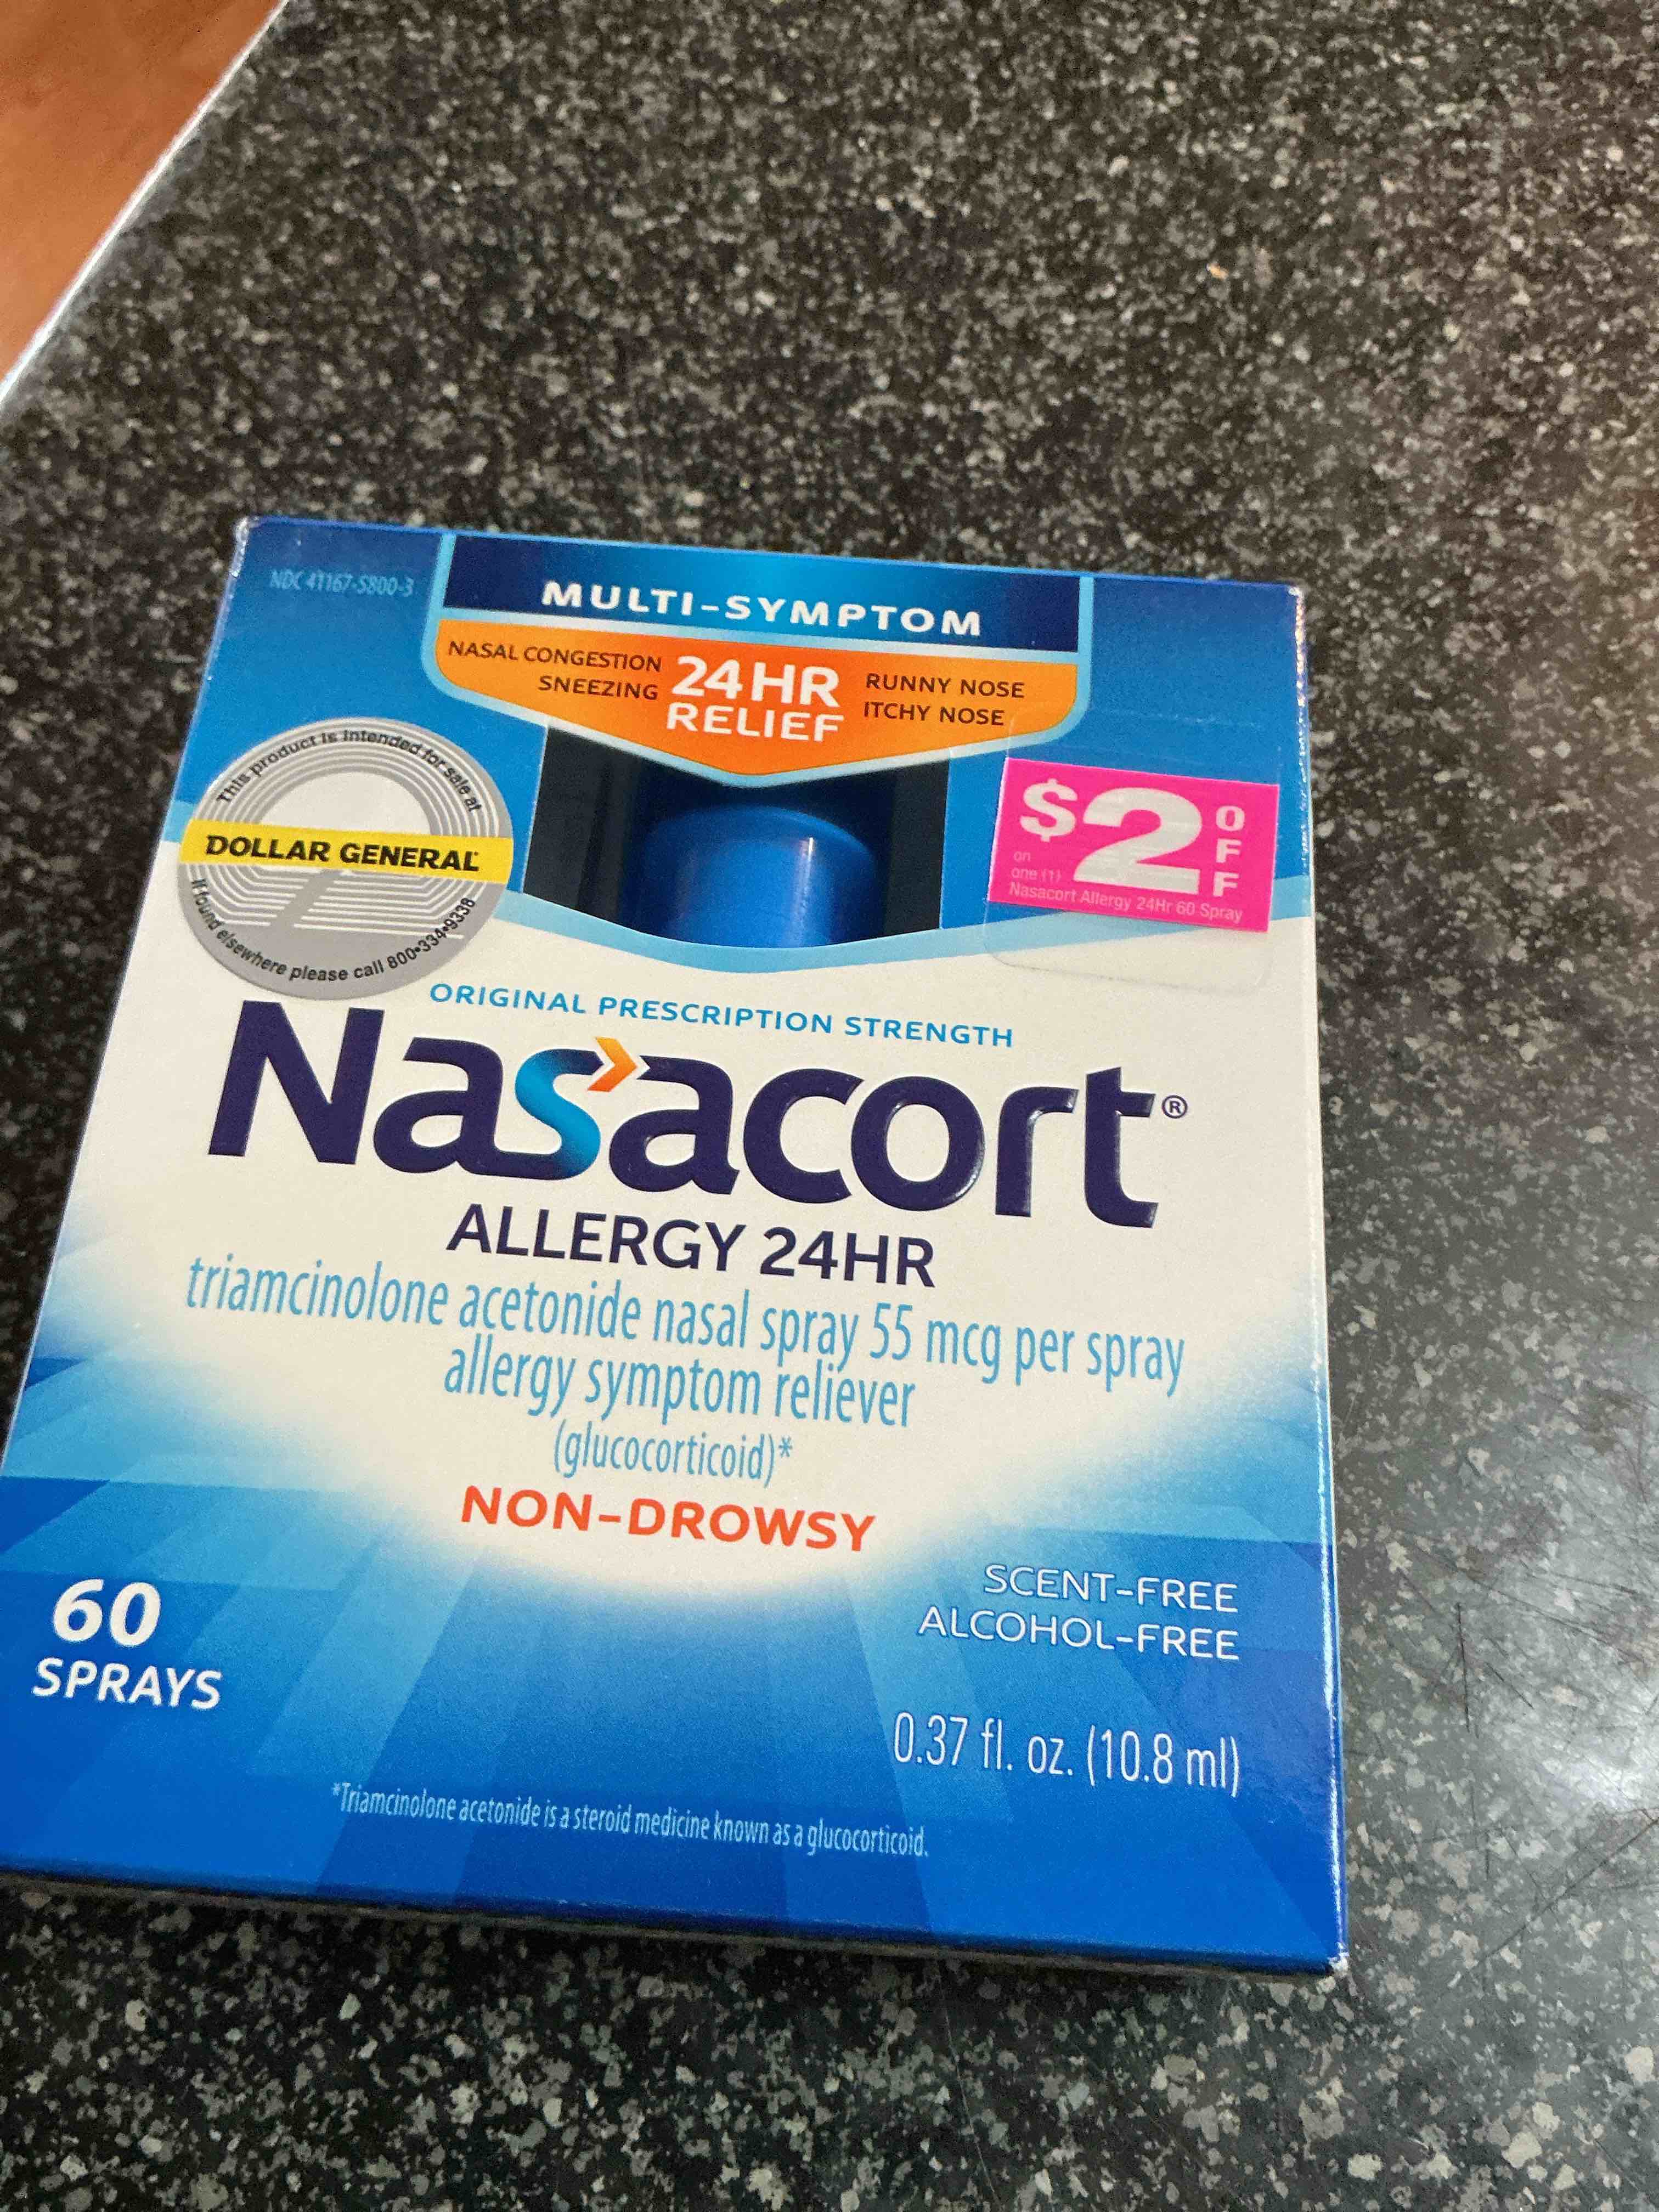 NDC 41167-5800-3
MULTI-SYMPTOM
NASAL CONGESTION
SNEEZING
24HR
RELIEF
RUNNY NOSE
ITCHY NOSE
This product is intended for sale at
DOLLAR GENERAL
If found elsewhere please call 800•334•9338
$2 OFF
on
one (1)
Nasacort Allergy 24Hr 60 Spray
ORIGINAL PRESCRIPTION STRENGTH
Nasacort®
ALLERGY 24HR
triamcinolone acetonide nasal spray 55 mcg per spray
allergy symptom reliever
(glucocorticoid)*
NON-DROWSY
60
SPRAYS
SCENT-FREE
ALCOHOL-FREE
0.37 fl. oz. (10.8 ml)
*Triamcinolone acetonide is a steroid medicine known as a glucocorticoid.